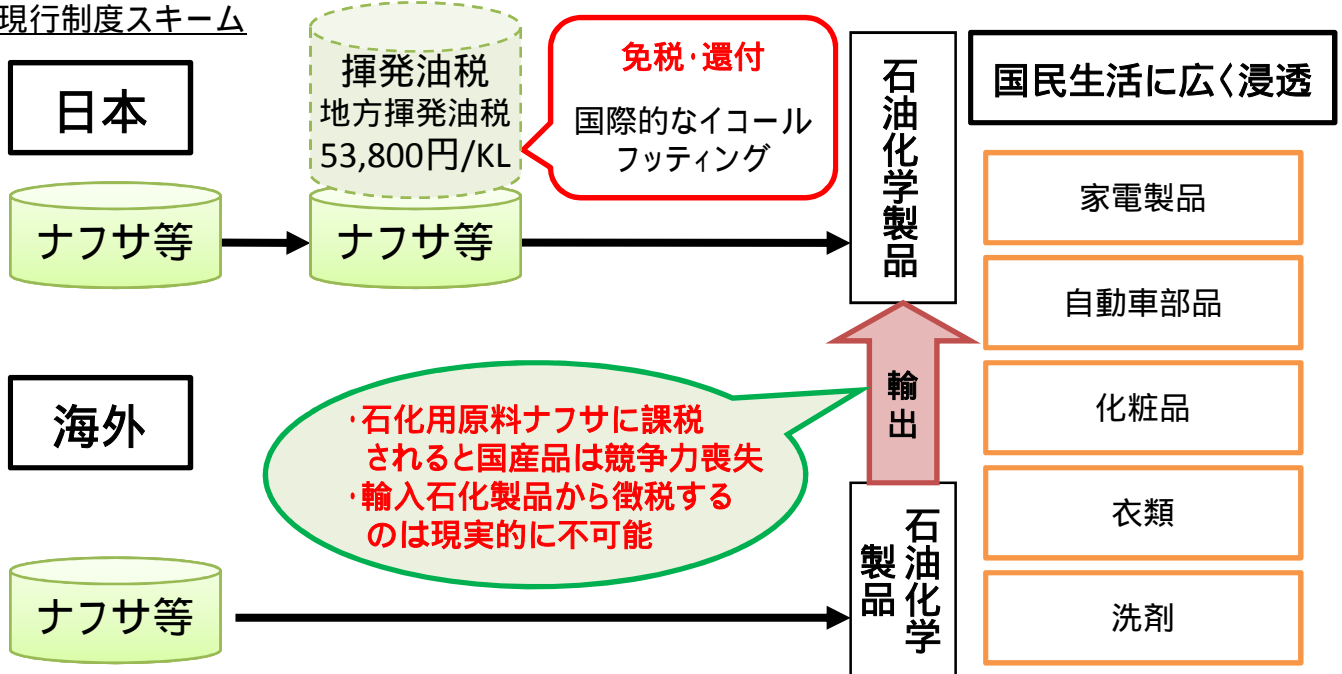 現行制度スキーム
日本
揮発油税
地方揮発油税
53,800円/KL
免税・還付
国際的なイコール
フッティング
ナフサ等
ナフサ等
石油化学製品
国民生活に広く浸透
家電製品
自動車部品
化粧品
衣類
洗剤
海外
・石化用原料ナフサに課税
されると国産品は競争力喪失
・輸入石化製品から徴税する
のは現実的に不可能
輸出
ナフサ等
石油化学
製品